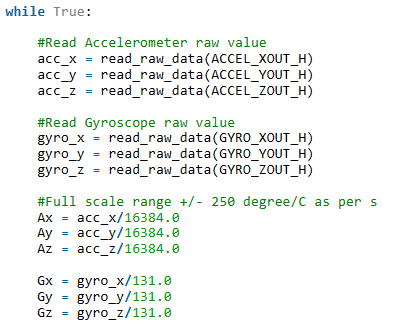 while True:
#Read Accelerometer raw value
acc_x = read_raw_data(ACCEL_XOUT_H)
acc_y = read_raw_data(ACCEL_YOUT_H)
acc_z = read_raw_data(ACCEL_ZOUT_H)
#Read Gyroscope raw value
gyro_x = read_raw_data(GYRO_XOUT_H)
gyro_y = read_raw_data(GYRO_YOUT_H)
gyro_z = read_raw_data(GYRO_ZOUT_H)
#Full scale range +/- 250 degree/C as per s
Ax = acc_x/16384.0
Ay = acc_y/16384.0
Az = acc_z/16384.0
Gx = gyro_x/131.0
Gy = gyro_y/131.0
Gz = gyro_z/131.0